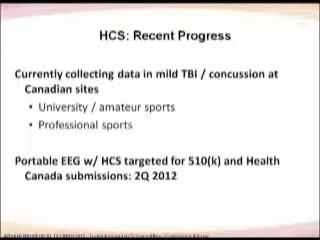 HCS: Recent Progress
Currently collecting data in mild TBI / concussion at
Canadian sites
• University / amateur sports
• Professional sports
Portable EEG w/ HCS targeted for 510(k) and Health
Canada submissions: 2Q 2012